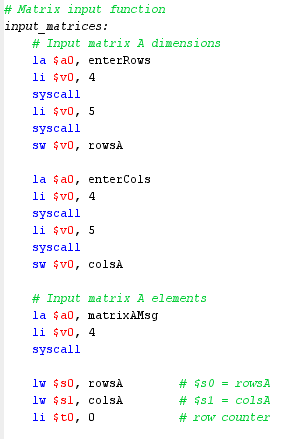 # Matrix input function
input_matrices:
# Input matrix A dimensions
la $a0, enterRows
li $v0, 4
syscall
li $v0, 5
syscall
sw $v0, rowsA
la $a0, enterCols
li $v0, 4
syscall
li $v0, 5
syscall
sw $v0, colsA
# Input matrix A elements
la $a0, matrixAMsg
li $v0, 4
syscall
lw $s0, rowsA # $s0 = rowsA
lw $s1, colsA # $s1 = colsA
li $t0, 0 # row counter